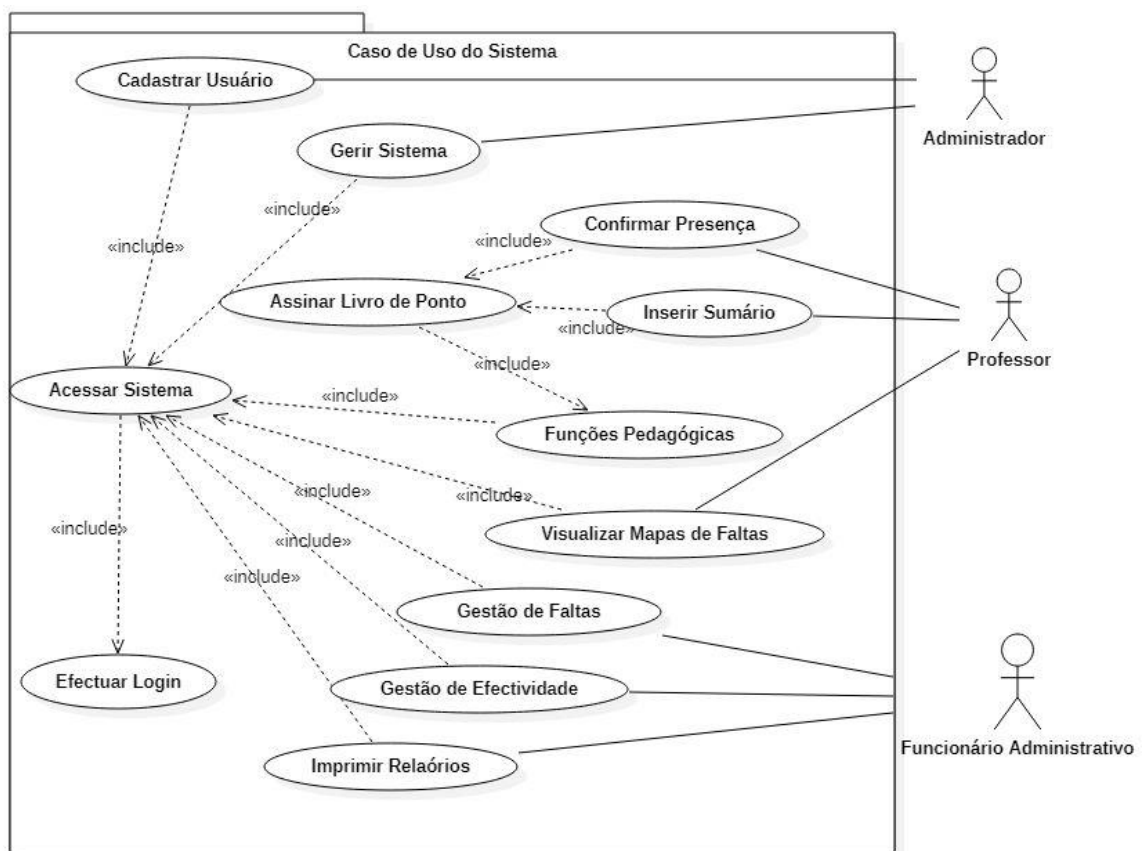 Caso de Uso do Sistema
Cadastrar Usuário
Administrador
Gerir Sistema
«include»
Confirmar Presença
«include»
«include»
Assinar Livro de Ponto
Inserir Sumário
«include»
Professor
«include»
Acessar Sistema
«include»
Funções Pedagógicas
«include»
«include»
«include»
Visualizar Mapas de Faltas
«include»
«include»
Gestão de Faltas
Efectuar Login
Gestão de Efectividade
Funcionário Administrativo
Imprimir Relaórios